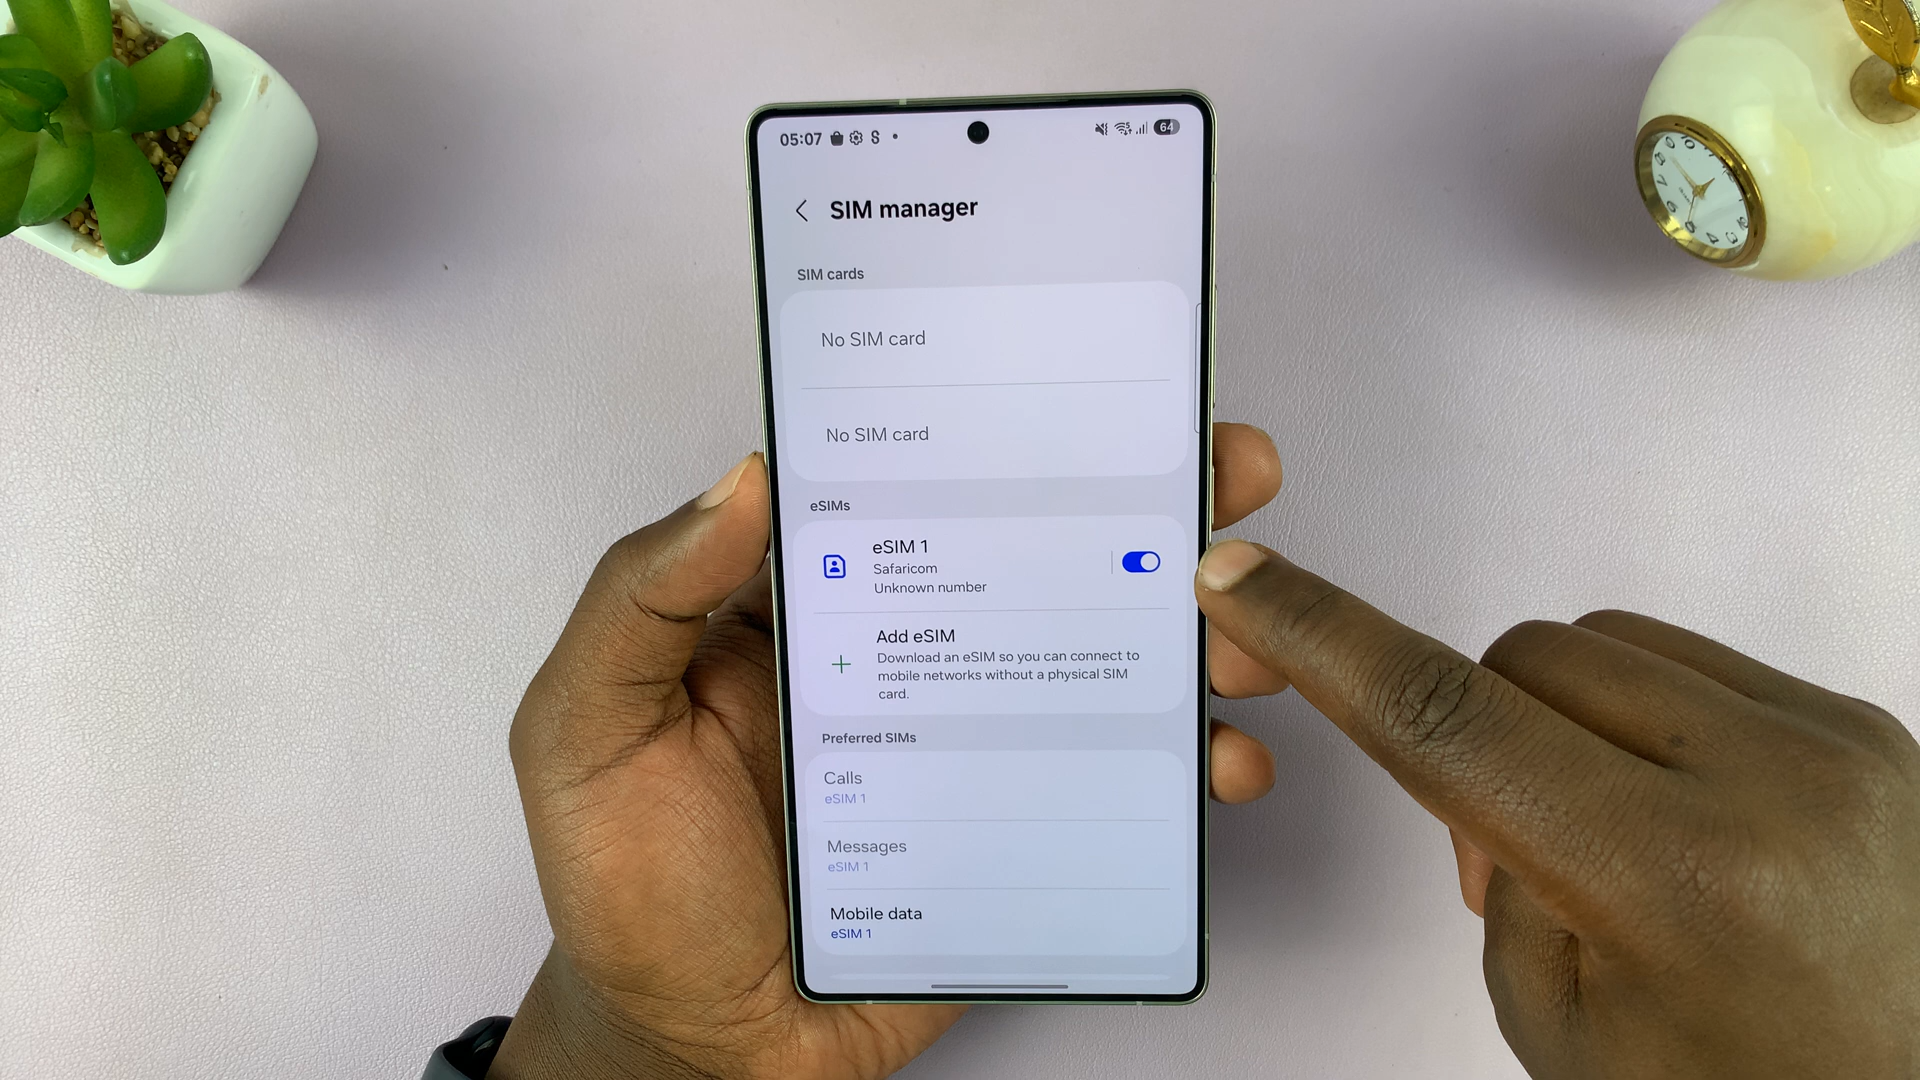 05:07
64
SIM manager
SIM cards
No SIM card
No SIM card
eSIMs
eSIM 1
Safaricom
Unknown number
Add eSIM
Download an eSIM so you can connect to
mobile networks without a physical SIM
card.
Preferred SIMs
Calls
eSIM 1
Messages
eSIM 1
Mobile data
eSIM 1